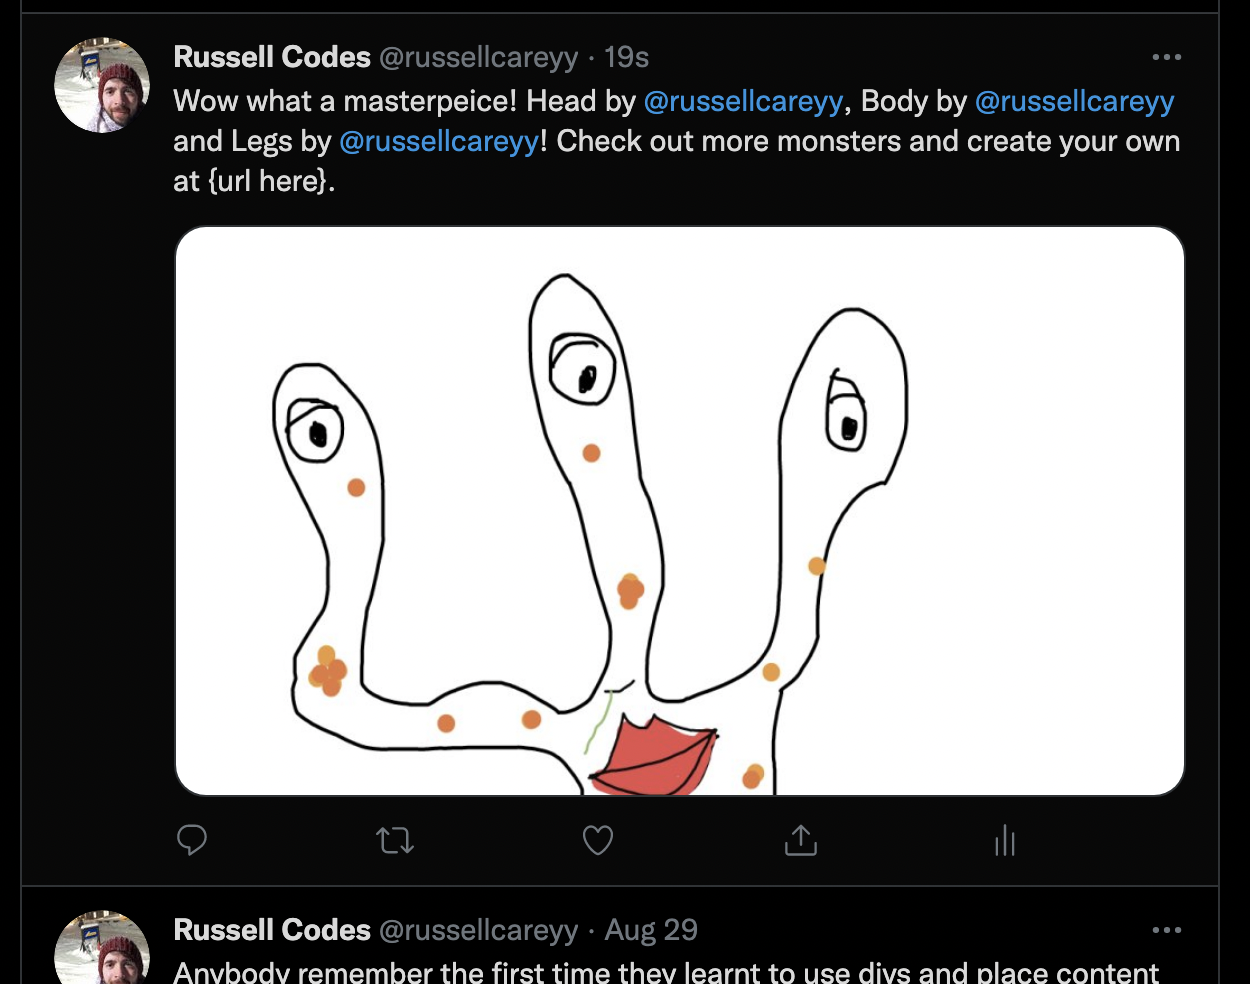 Russell Codes @russellcareyy · 19s
Wow what a masterpeice! Head by @russellcareyy, Body by @russellcareyy
and Legs by @russellcareyy! Check out more monsters and create your own
at {url here}.
Russell Codes @russellcareyy · Aug 29
Anybody remember the first time they learnt to use divs and place content